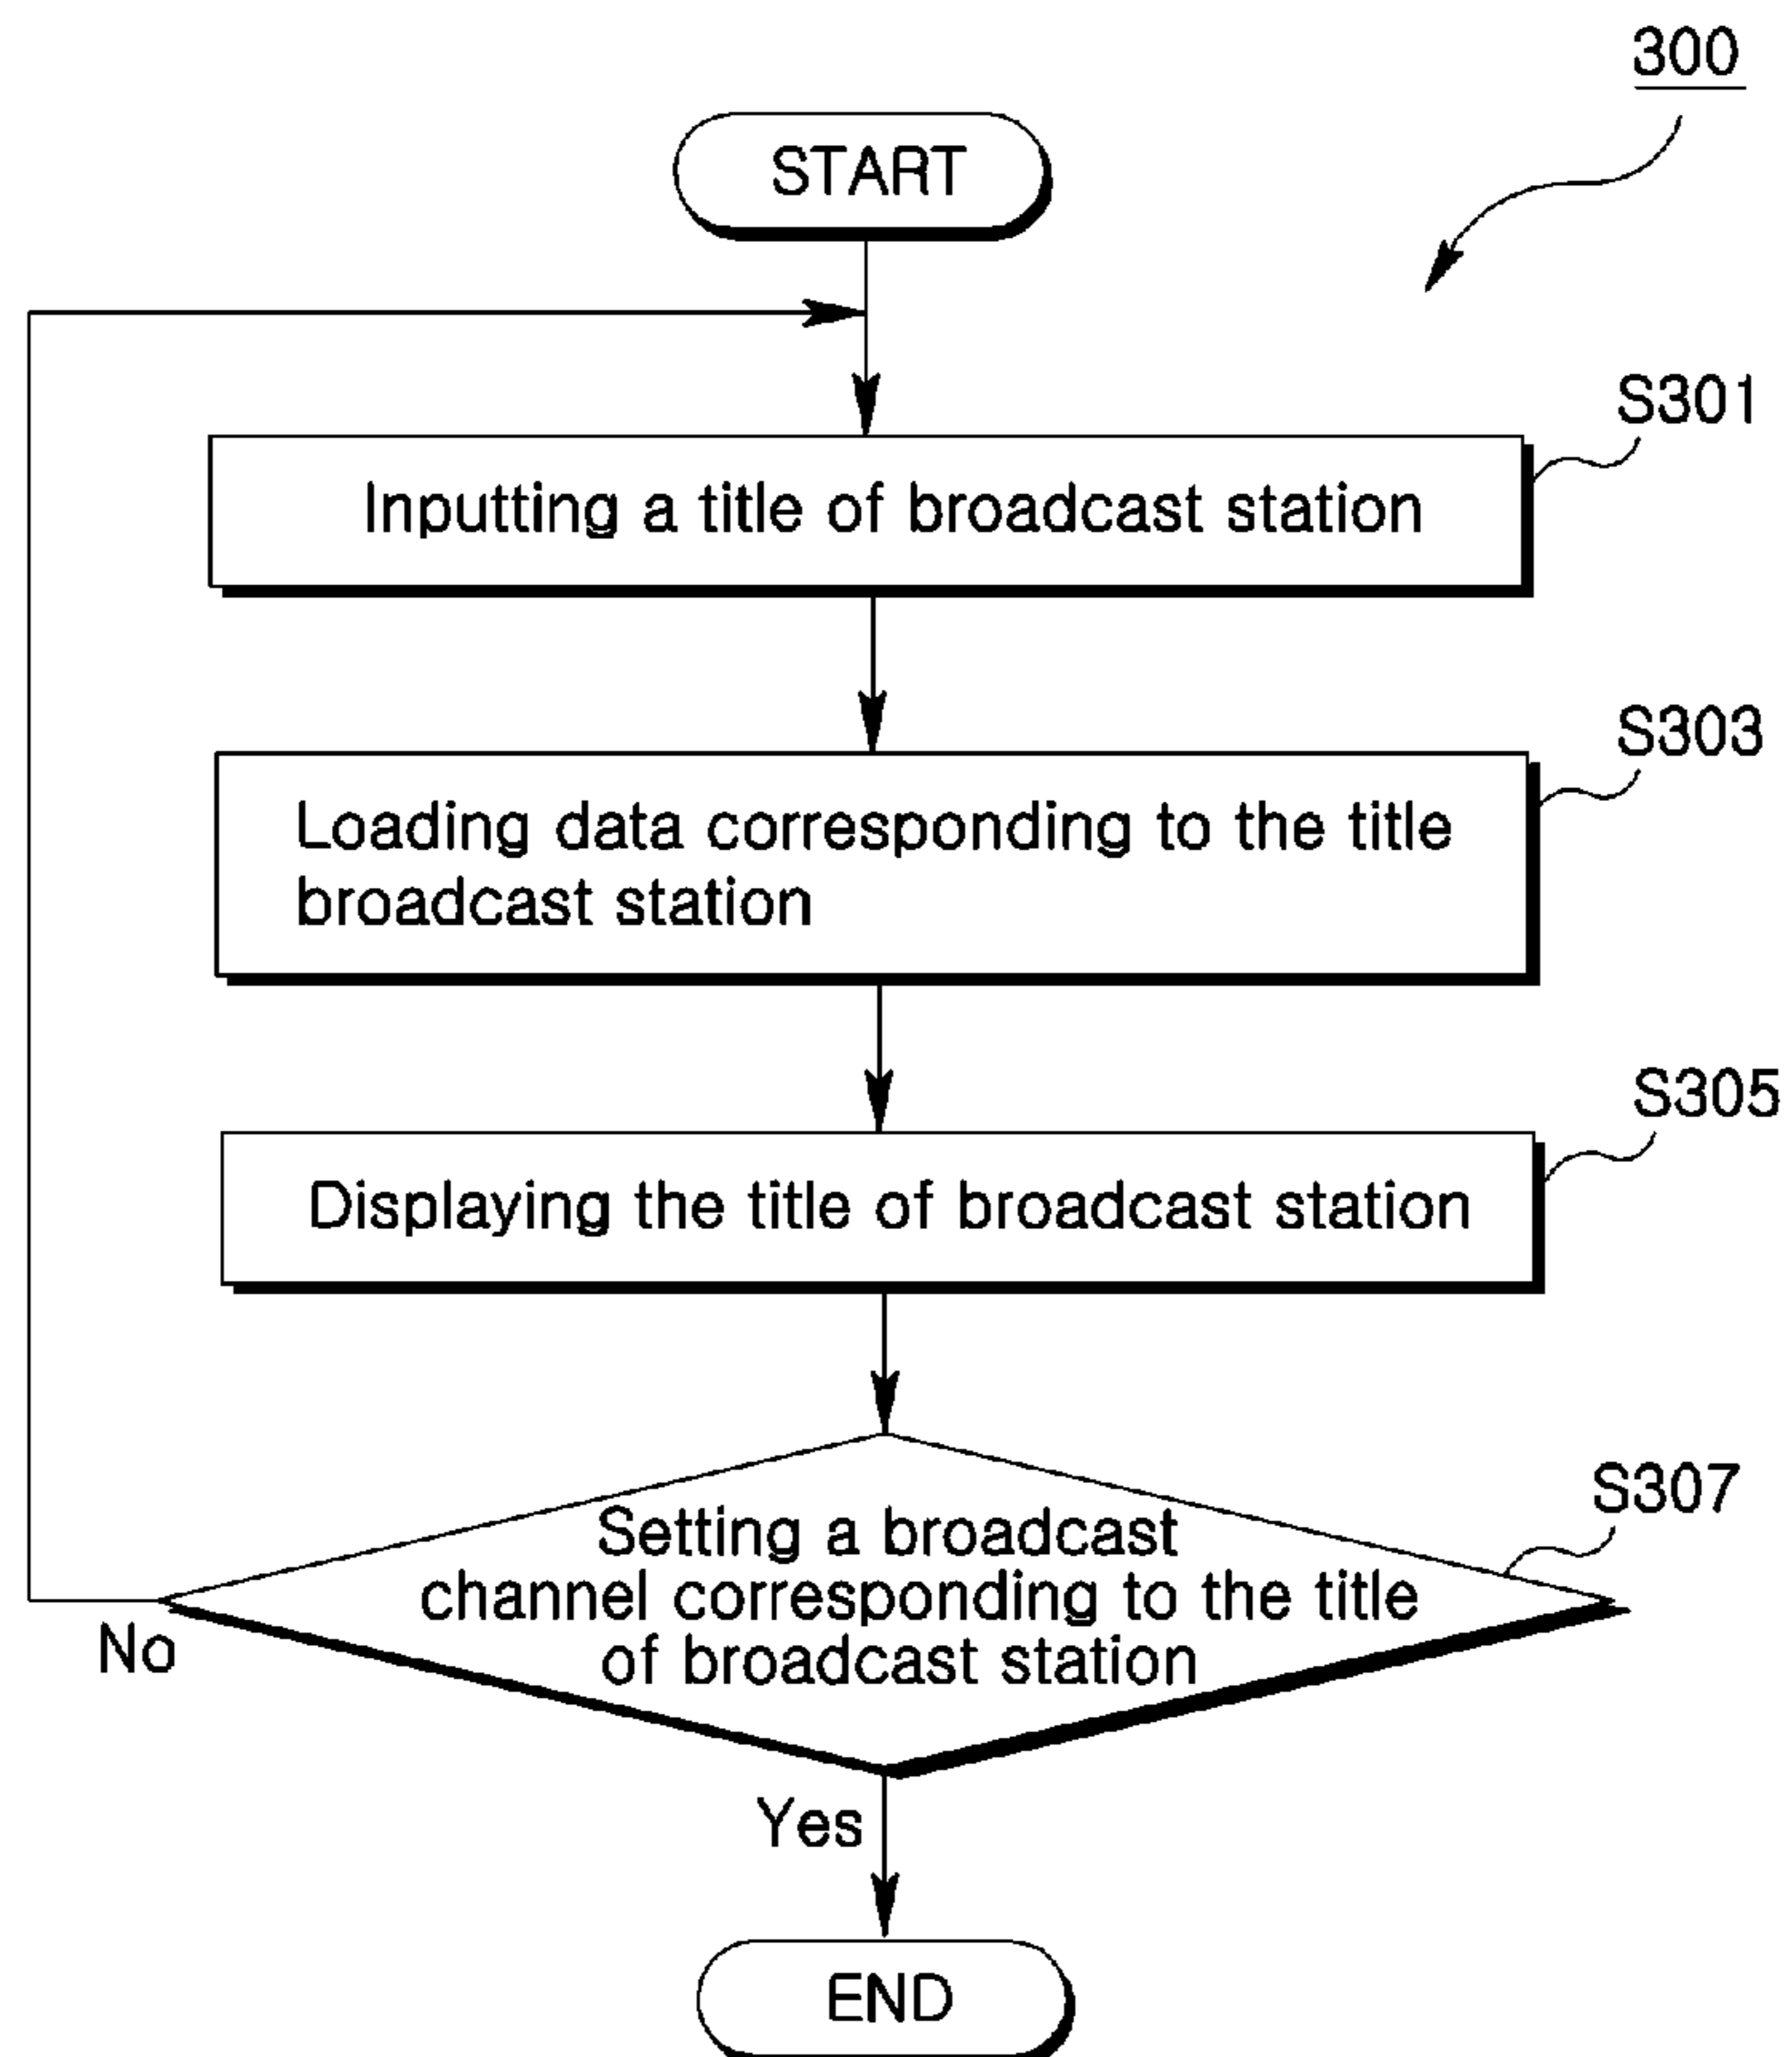 300
START
S301
Inputting a title of broadcast station
S303
Loading data corresponding to the title
broadcast station
S305
Displaying the title of broadcast station
S307
Setting a broadcast
channel corresponding to the title
of broadcast station
No
Yes
END